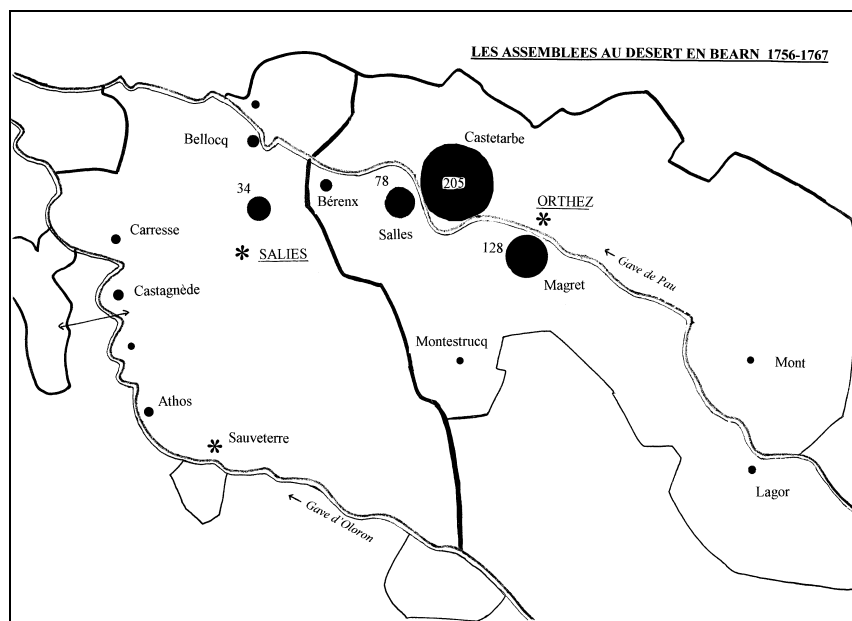 LES ASSEMBLEES AU DESERT EN BEARN 1756-1767
Bellocq
Castetarbe
34
78
205
Bérenx
ORTHEZ
Salles
Carresse
SALIES
128
← Gave de Pau
Magret
Castagnède
Montestrucq
Mont
Athos
Sauveterre
Lagor
← Gave d'Oloron